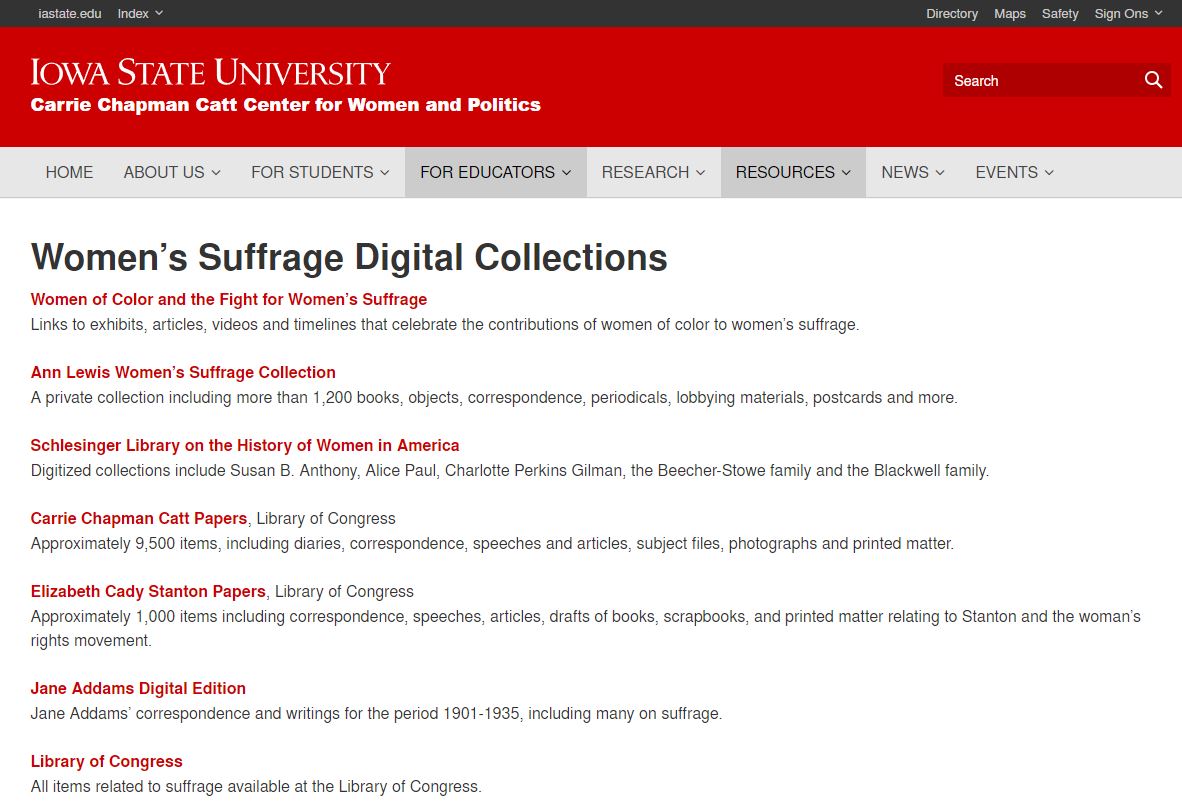 iastate.edu Index Directory Maps Safety Sign Ons
IOWA STATE UNIVERSITY
Carrie Chapman Catt Center for Women and Politics
Search
HOME ABOUT US FOR STUDENTS FOR EDUCATORS RESEARCH RESOURCES NEWS EVENTS
Women’s Suffrage Digital Collections
Women of Color and the Fight for Women’s Suffrage
Links to exhibits, articles, videos and timelines that celebrate the contributions of women of color to women’s suffrage.
Ann Lewis Women’s Suffrage Collection
A private collection including more than 1,200 books, objects, correspondence, periodicals, lobbying materials, postcards and more.
Schlesinger Library on the History of Women in America
Digitized collections include Susan B. Anthony, Alice Paul, Charlotte Perkins Gilman, the Beecher-Stowe family and the Blackwell family.
Carrie Chapman Catt Papers, Library of Congress
Approximately 9,500 items, including diaries, correspondence, speeches and articles, subject files, photographs and printed matter.
Elizabeth Cady Stanton Papers, Library of Congress
Approximately 1,000 items including correspondence, speeches, articles, drafts of books, scrapbooks, and printed matter relating to Stanton and the woman’s
rights movement.
Jane Addams Digital Edition
Jane Addams’ correspondence and writings for the period 1901-1935, including many on suffrage.
Library of Congress
All items related to suffrage available at the Library of Congress.